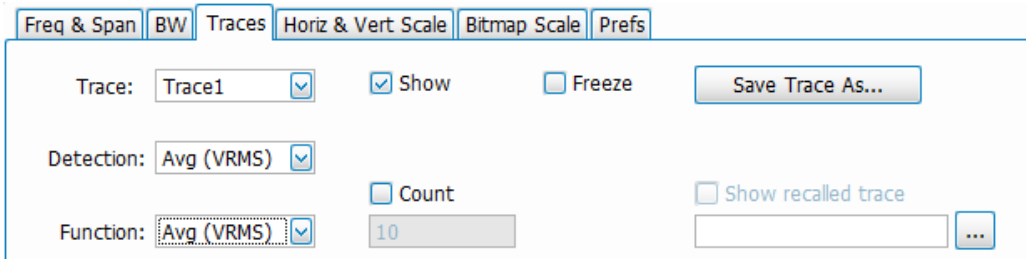 Freq & Span BW Traces Horiz & Vert Scale Bitmap Scale Prefs
Trace: Trace1 Show Freeze Save Trace As...
Detection: Avg (VRMS)
Count Show recalled trace
Function: Avg (VRMS) 10 ...